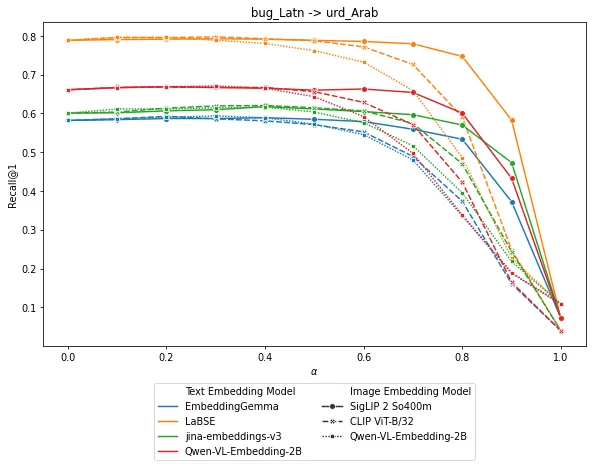 bug_Latn -> urd_Arab
0.8
0.7
0.6
0.5
0.4
0.3
0.2
0.1
Recall@1
0.0 0.2 0.4 0.6 0.8 1.0
α
Text Embedding Model Image Embedding Model
EmbeddingGemma SigLIP 2 So400m
LaBSE CLIP ViT-B/32
jina-embeddings-v3 Qwen-VL-Embedding-2B
Qwen-VL-Embedding-2B